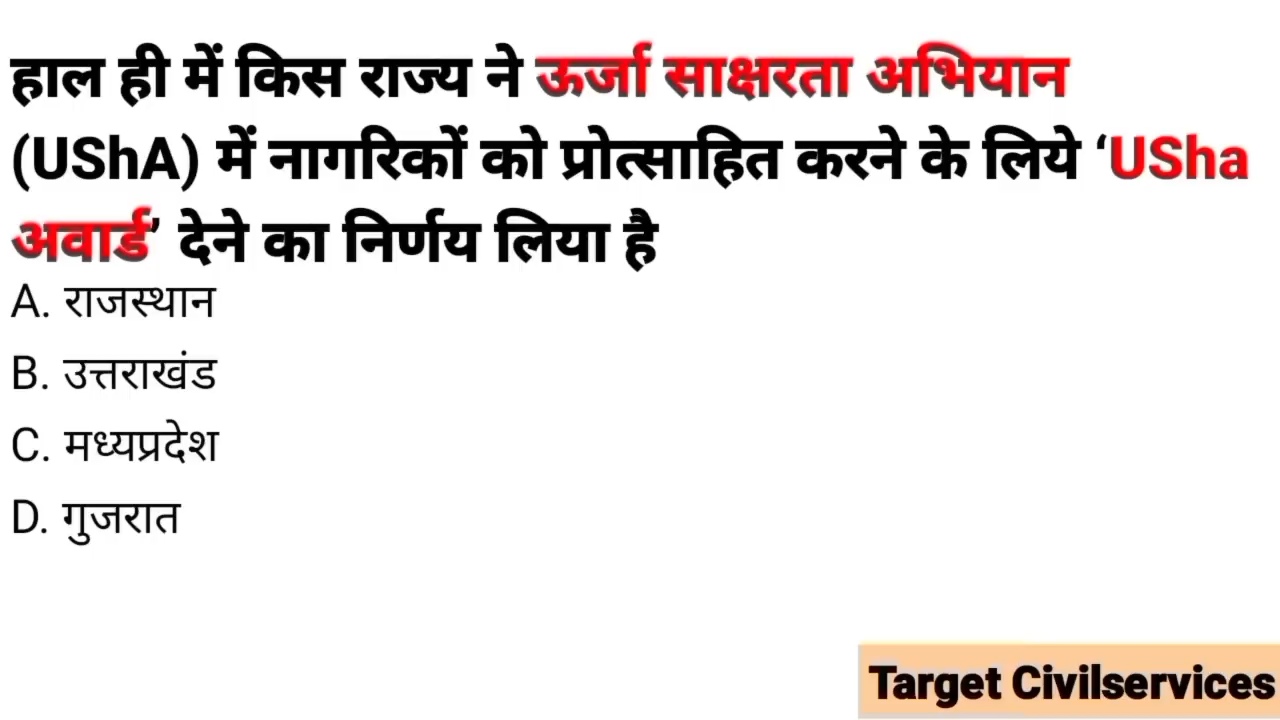 हाल ही में किस राज्य ने ऊर्जा साक्षरता अभियान
(UShA) में नागरिकों को प्रोत्साहित करने के लिये ‘USha
अवार्ड’ देने का निर्णय लिया है
A. राजस्थान
B. उत्तराखंड
C. मध्यप्रदेश
D. गुजरात
Target Civilservices